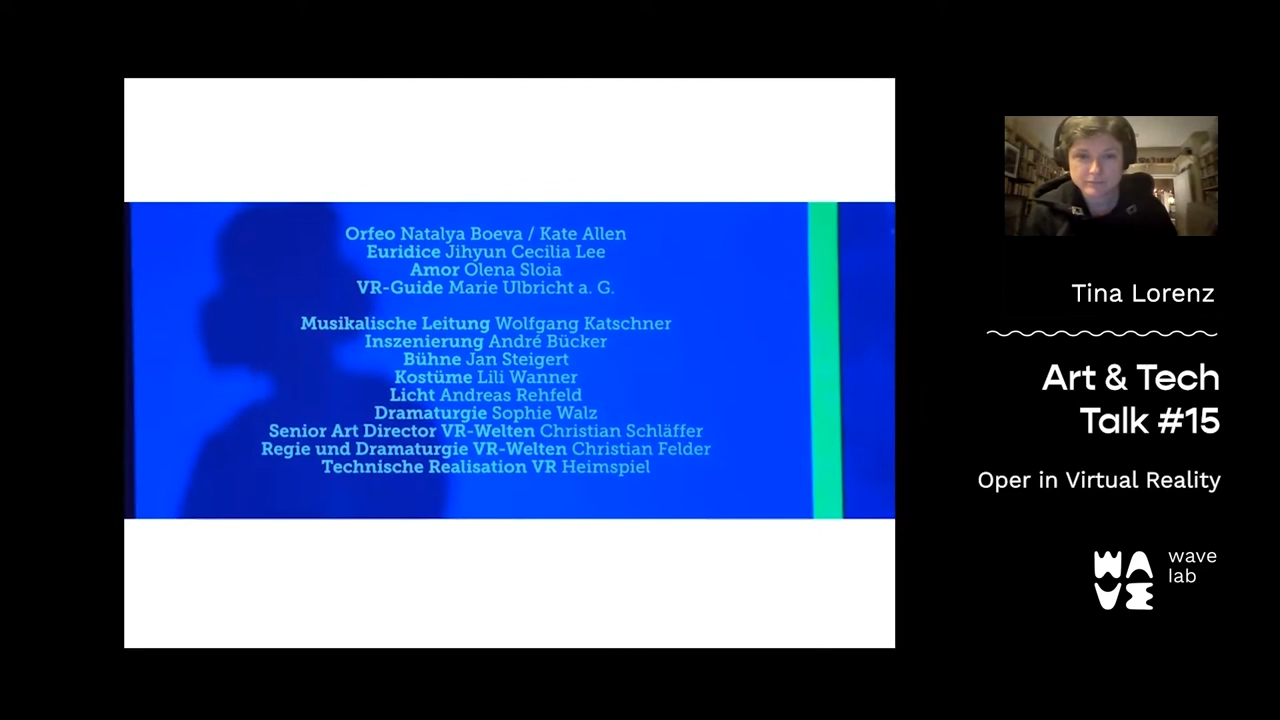 Orfeo Natalya Boeva / Kate Allen
Euridice Jihyun Cecilia Lee
Amor Olena Sloia
VR-Guide Marie Ulbricht a. G.
Musikalische Leitung Wolfgang Katschner
Inszenierung André Bücker
Bühne Jan Steigert
Kostüme Lili Wanner
Licht Andreas Rehfeld
Dramaturgie Sophie Walz
Senior Art Director VR-Welten Christian Schläffer
Regie und Dramaturgie VR-Welten Christian Felder
Technische Realisation VR Heimspiel
Tina Lorenz
Art & Tech
Talk #15
Oper in Virtual Reality
WAVE
wave
lab